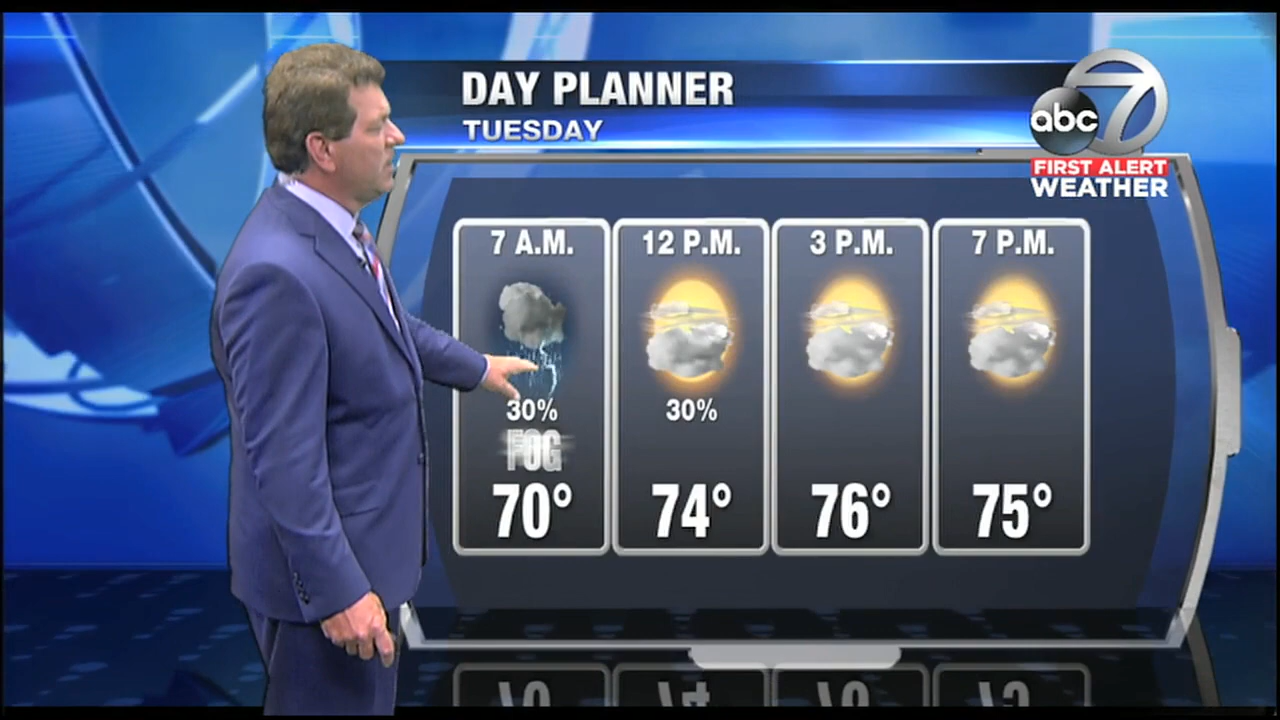 DAY PLANNER
TUESDAY
abc 7
FIRST ALERT
WEATHER
7 A.M.
30%
FOG
70°
12 P.M.
30%
74°
3 P.M.
76°
7 P.M.
75°